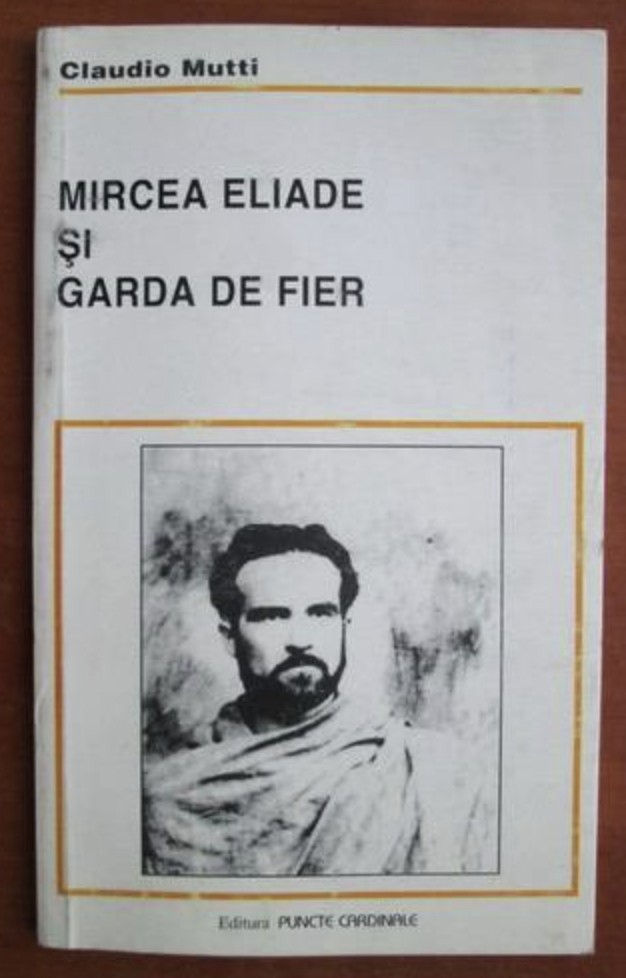 Claudio Mutti
MIRCEA ELIADE
ŞI
GARDA DE FIER
Editura PUNCTE CARDINALE